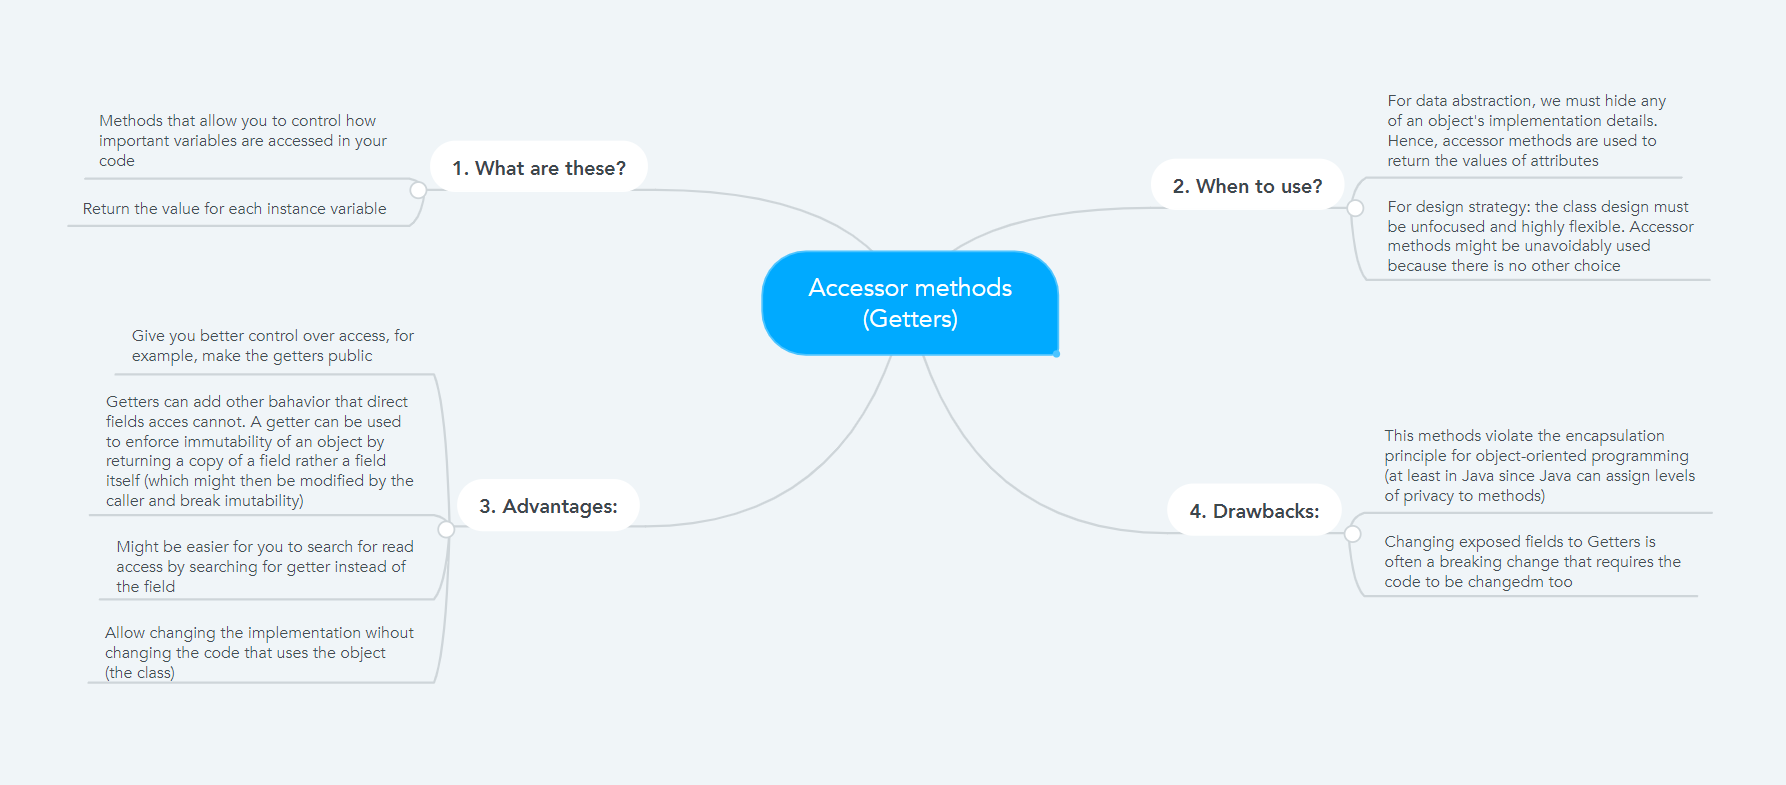 Accessor methods
(Getters)
1. What are these?
Methods that allow you to control how
important variables are accessed in your
code
Return the value for each instance variable
2. When to use?
For data abstraction, we must hide any
of an object's implementation details.
Hence, accessor methods are used to
return the values of attributes
For design strategy: the class design must
be unfocused and highly flexible. Accessor
methods might be unavoidably used
because there is no other choice
3. Advantages:
Give you better control over access, for
example, make the getters public
Getters can add other bahavior that direct
fields acces cannot. A getter can be used
to enforce immutability of an object by
returning a copy of a field rather a field
itself (which might then be modified by the
caller and break imutability)
Might be easier for you to search for read
access by searching for getter instead of
the field
Allow changing the implementation wihout
changing the code that uses the object
(the class)
4. Drawbacks:
This methods violate the encapsulation
principle for object-oriented programming
(at least in Java since Java can assign levels
of privacy to methods)
Changing exposed fields to Getters is
often a breaking change that requires the
code to be changedm too